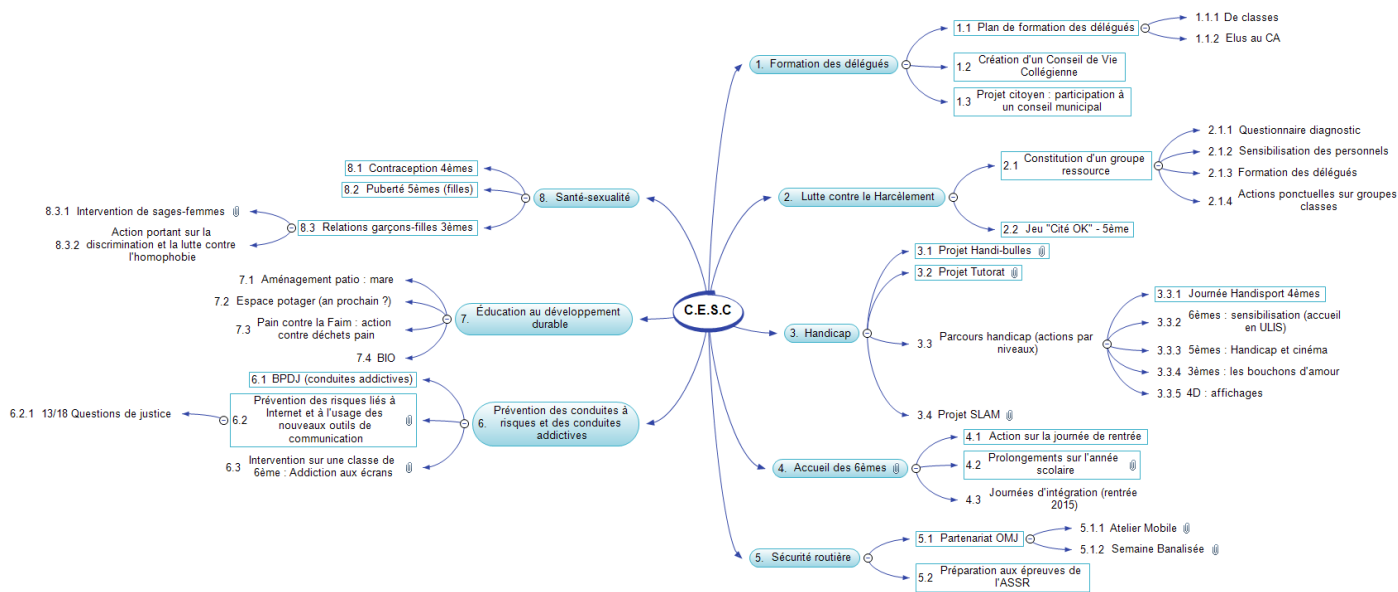 C.E.S.C
1. Formation des délégués
1.1 Plan de formation des délégués
1.1.1 De classes
1.1.2 Elus au CA
1.2 Création d'un Conseil de Vie
Collégienne
1.3 Projet citoyen : participation à
un conseil municipal
2. Lutte contre le Harcèlement
2.1 Constitution d'un groupe
ressource
2.1.1 Questionnaire diagnostic
2.1.2 Sensibilisation des personnels
2.1.3 Formation des délégués
2.1.4 Actions ponctuelles sur groupes
classes
2.2 Jeu "Cité OK" - 5ème
3. Handicap
3.1 Projet Handi-bulles
3.2 Projet Tutorat
3.3 Parcours handicap (actions par
niveaux)
3.3.1 Journée Handisport 4èmes
3.3.2 6èmes : sensibilisation (accueil
en ULIS)
3.3.3 5èmes : Handicap et cinéma
3.3.4 3èmes : les bouchons d'amour
3.3.5 4D : affichages
3.4 Projet SLAM
4. Accueil des 6èmes
4.1 Action sur la journée de rentrée
4.2 Prolongements sur l'année
scolaire
4.3 Journées d'intégration (rentrée
2015)
5. Sécurité routière
5.1 Partenariat OMJ
5.1.1 Atelier Mobile
5.1.2 Semaine Banalisée
5.2 Préparation aux épreuves de
l'ASSR
6. Prévention des conduites à
risques et des conduites
addictives
6.1 BPDJ (conduites addictives)
6.2 Prévention des risques liés à
Internet et à l'usage des
nouveaux outils de
communication
6.2.1 13/18 Questions de justice
6.3 Intervention sur une classe de
6ème : Addiction aux écrans
7. Éducation au développement
durable
7.1 Aménagement patio : mare
7.2 Espace potager (an prochain ?)
7.3 Pain contre la Faim : action
contre déchets pain
7.4 BIO
8. Santé-sexualité
8.1 Contraception 4èmes
8.2 Puberté 5èmes (filles)
8.3 Relations garçons-filles 3èmes
8.3.1 Intervention de sages-femmes
8.3.2 Action portant sur la
discrimination et la lutte contre
l'homophobie